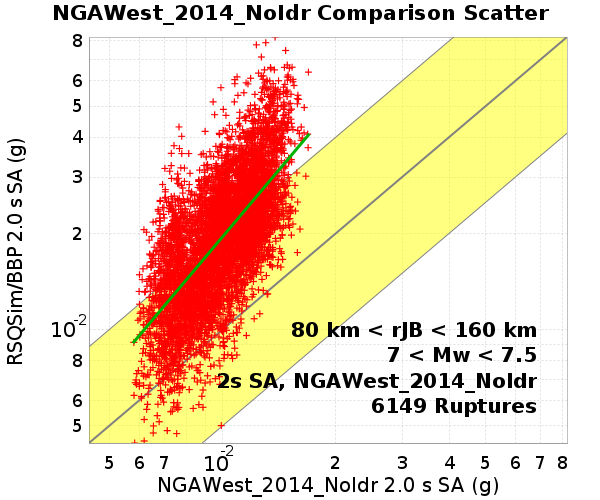 NGAWest_2014_NoIdr Comparison Scatter
RSQSim/BBP 2.0 s SA (g)
8
6
5
4
3
2
10-2
8
6
5
80 km < rJB < 160 km
7 < Mw < 7.5
2s SA, NGAWest_2014_NoIdr
6149 Ruptures
5 6 7 10-2 2 3 4 5 6 7 8
NGAWest_2014_NoIdr 2.0 s SA (g)